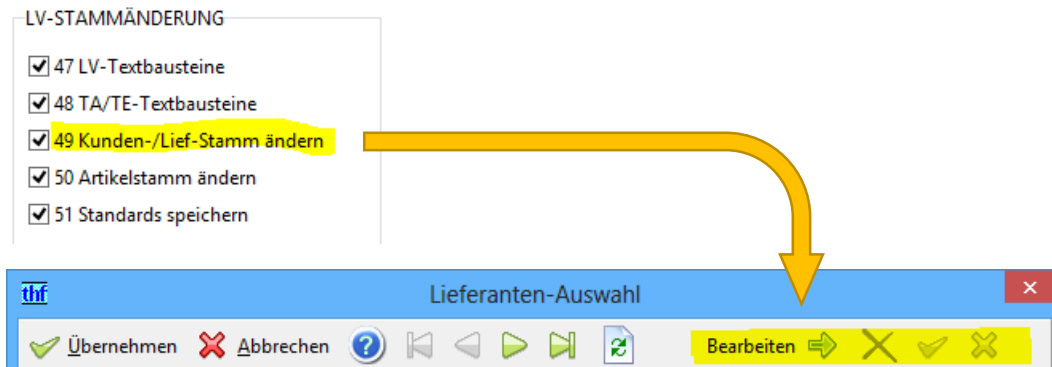 LV-STAMMÄNDERUNG
47 LV-Textbausteine
48 TA/TE-Textbausteine
49 Kunden-/Lief-Stamm ändern
50 Artikelstamm ändern
51 Standards speichern
thf Lieferanten-Auswahl
Übernehmen Abbrechen ? Bearbeiten